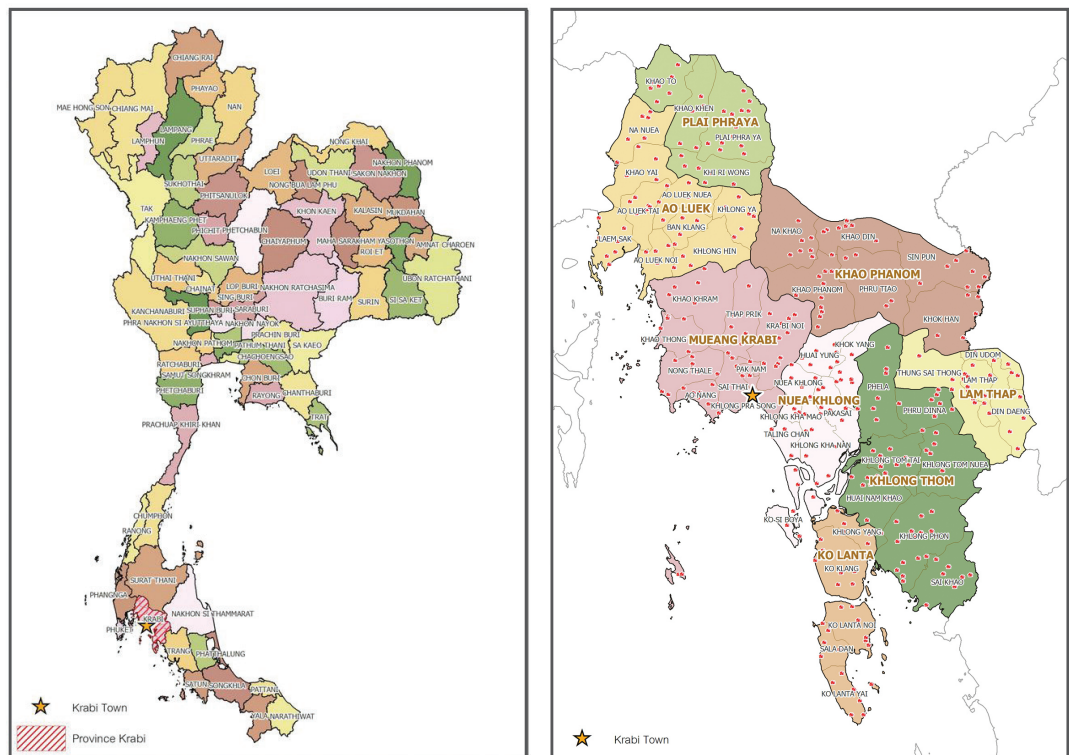 CHIANG RAI
PHAYAO
NAN
MAE HONG SON
CHIANG MAI
LAMPANG
LAMPHUN
PHRAE
UTTARADIT
NONG KHAI
LOEI
UDON THANI
NAKHON PHANOM
SAKON NAKHON
NONG BUA LAM PHU
SUKHOTHAI
PHITSANULOK
TAK
KAMPHAENG PHET
PHICHIT
PHETCHABUN
KHON KAEN
KALASIN
MUKDAHAN
CHAIYAPHUM
MAHA SARAKHAM
YASOTHON
ROI ET
AMNAT CHAROEN
NAKHON SAWAN
UTHAI THANI
CHAINAT
LOP BURI
SING BURI
NAKHON RATCHASIMA
BURI RAM
SURIN
SI SA KET
UBON RATCHATHANI
KANCHANABURI
SUPHAN BURI
SARABURI
PHRA NAKHON SI AYUTTHAYA
NAKHON NAYOK
PRACHIN BURI
NAKHON PATHOM
PATHUM THANI
SA KAEO
CHACHOENGSAO
RATCHABURI
SAMUT SONGKHRAM
PHETCHABURI
CHON BURI
RAYONG
CHANTHABURI
TRAT
PRACHUAP KHIRI KHAN
CHUMPHON
RANONG
SURAT THANI
PHANGNGA
NAKHON SI THAMMARAT
KRABI
PHUKET
TRANG
PHATTHALUNG
SATUN
SONGKHLA
PATTANI
YALA
NARATHIWAT
Krabi Town
Province Krabi
KHAO TO
KHAO KHEN
PLAI PHRAYA
PLAI PHRA YA
NA NUEA
KHAO YAI
KHI RI WONG
AO LUEK NUEA
AO LUEK TAI
AO LUEK
KHLONG YA
BAN KLANG
LAEM SAK
AO LUEK NOI
KHLONG HIN
NA KHAO
KHAO DIN
SIN PUN
KHAO PHANOM
KHAO PHANOM
PHRU TIAO
KHOK HAN
KHAO KHRAM
THAP PRIK
KRA BI NOI
KHAO THONG
MUEANG KRABI
NONG THALE
PAK NAM
SAI THAI
AO NANG
KHLONG PRA SONG
KHOK YANG
HUAI YUNG
NUEA KHLONG
NUEA KHLONG
KHLONG KHA MAO
PAKASAI
TALING CHAN
KHLONG KHA NAN
KO SI BOYA
PHELA
THUNG SAI THONG
DIN UDOM
LAM THAP
LAM THAP
DIN DAENG
PHRU DINNA
KHLONG TOM TAI
KHLONG TOM NUEA
KHLONG THOM
HUAI NAM KHAO
KHLONG PHON
SAI KHAO
KHLONG YANG
KO LANTA
KO KLANG
KO LANTA NOI
SALA DAN
KO LANTA YAI
Krabi Town